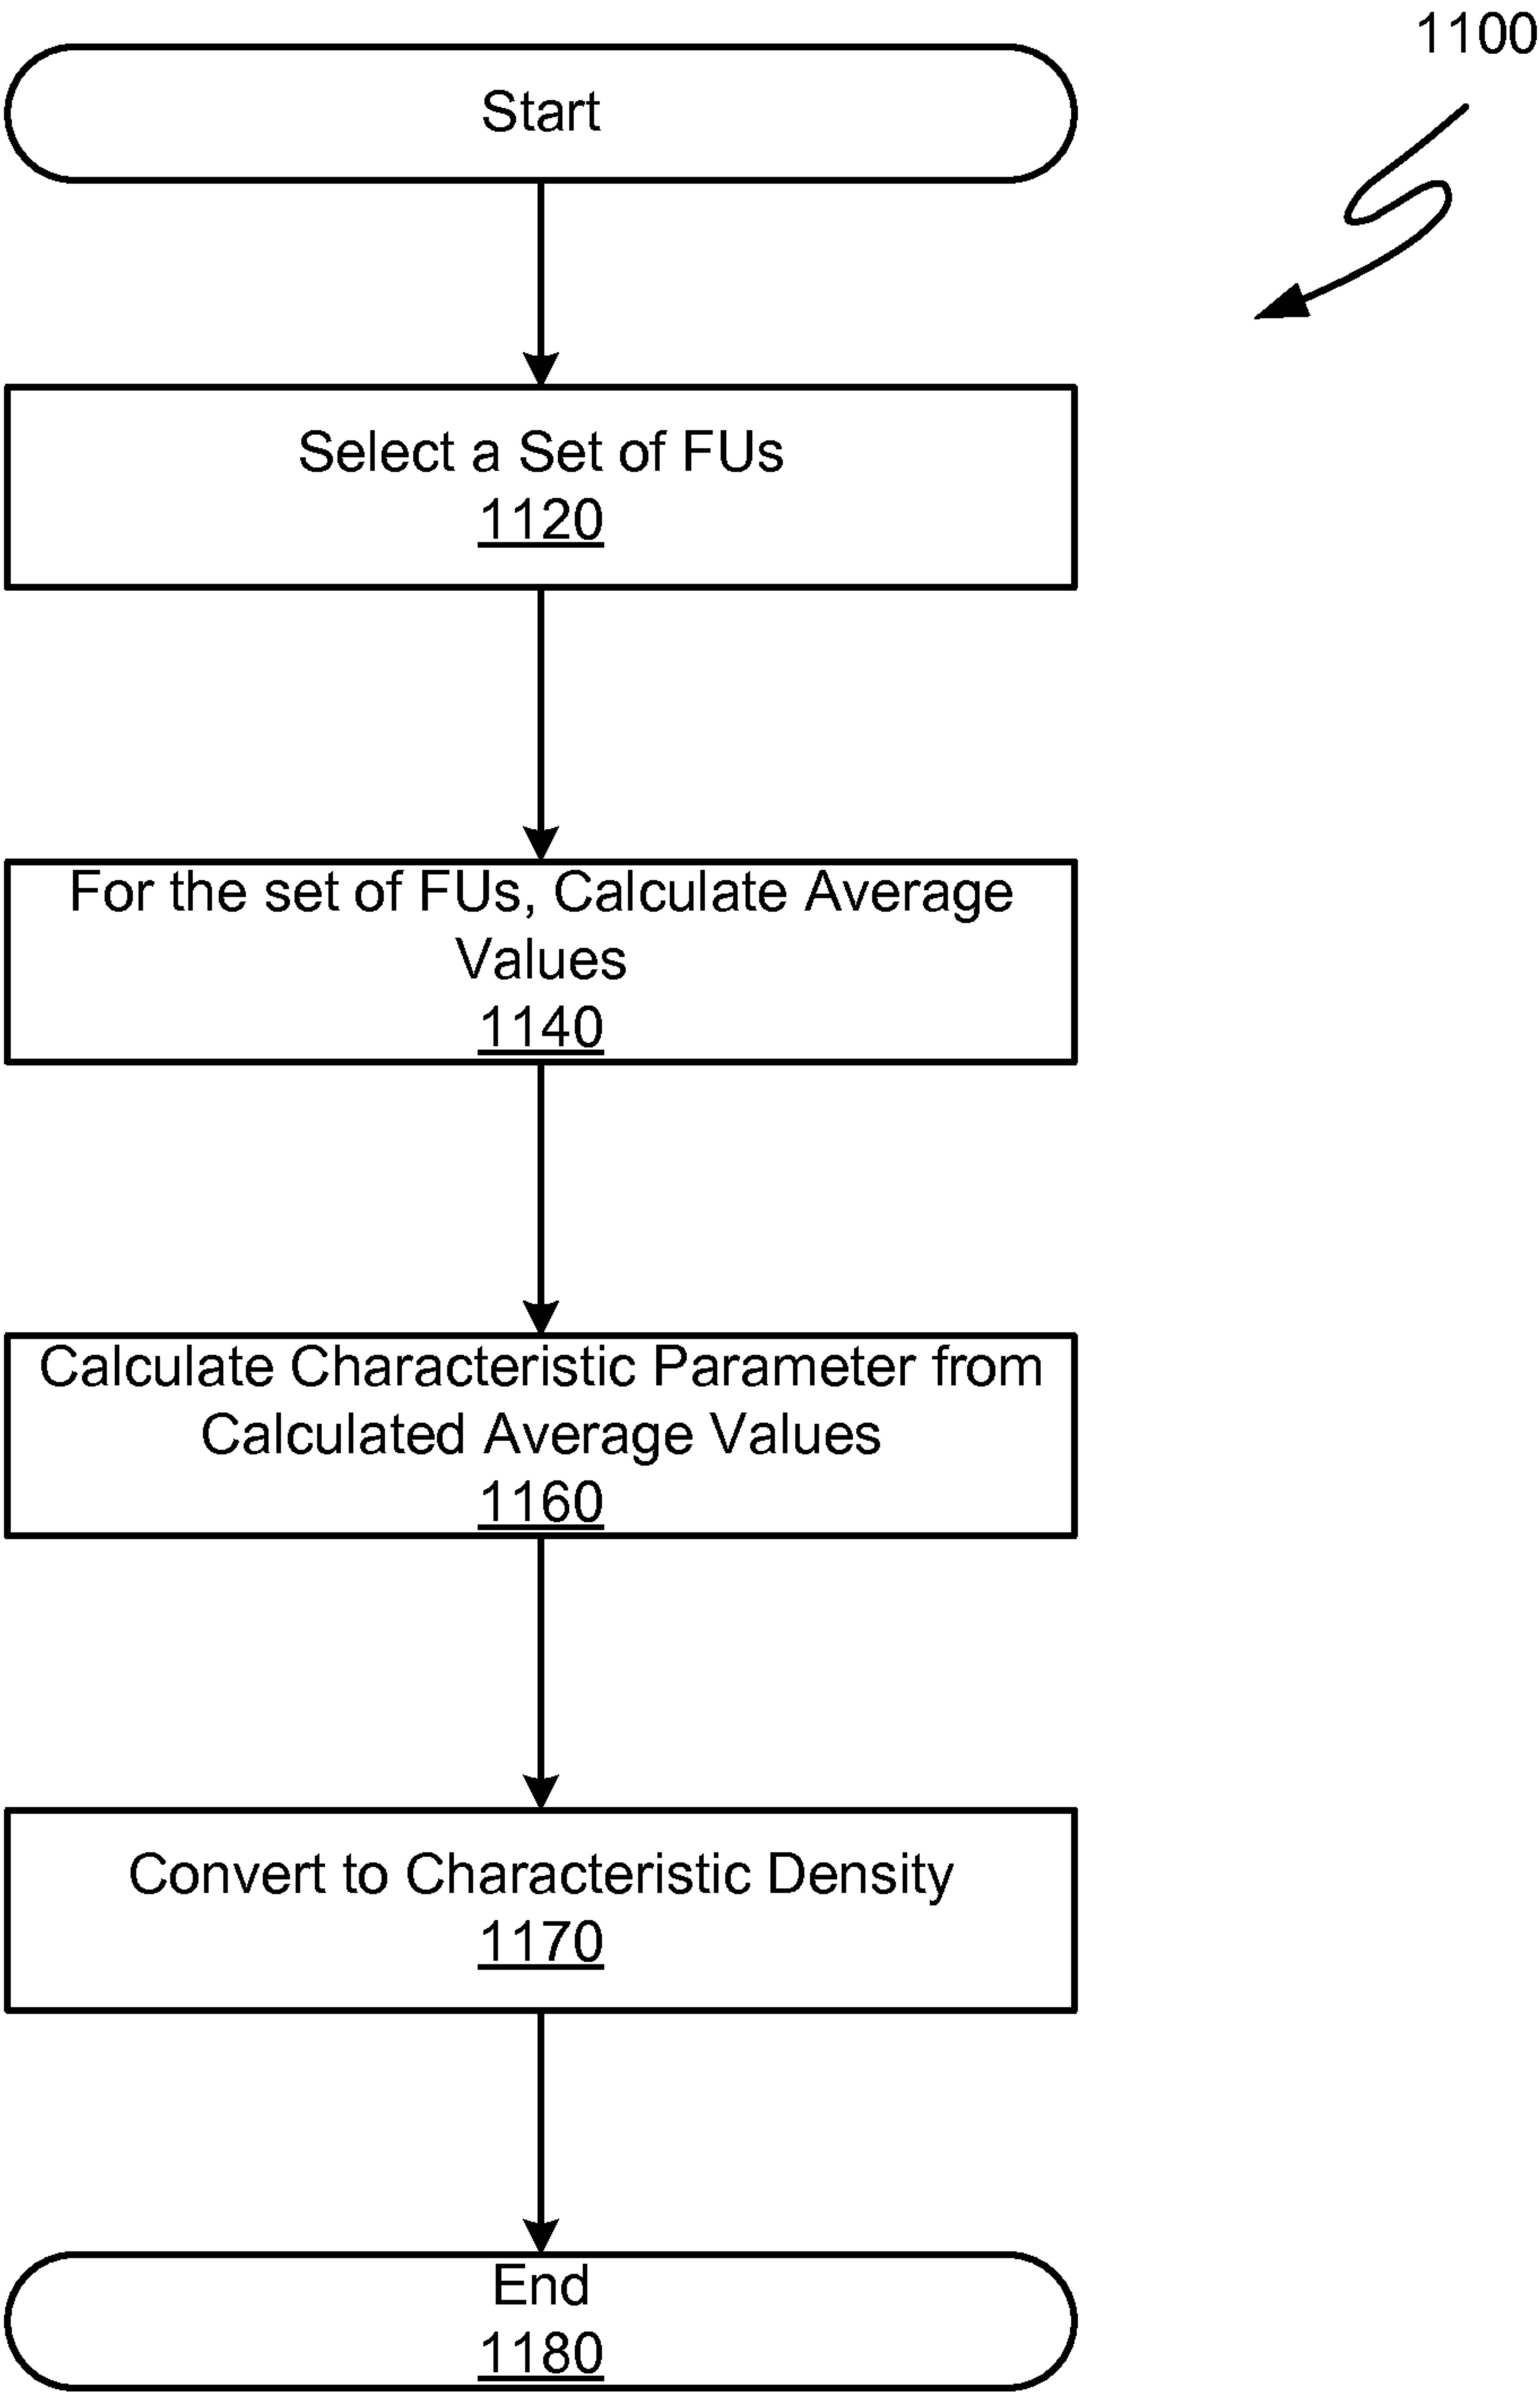 1100
Start
Select a Set of FUs
1120
For the set of FUs, Calculate Average
Values
1140
Calculate Characteristic Parameter from
Calculated Average Values
1160
Convert to Characteristic Density
1170
End
1180